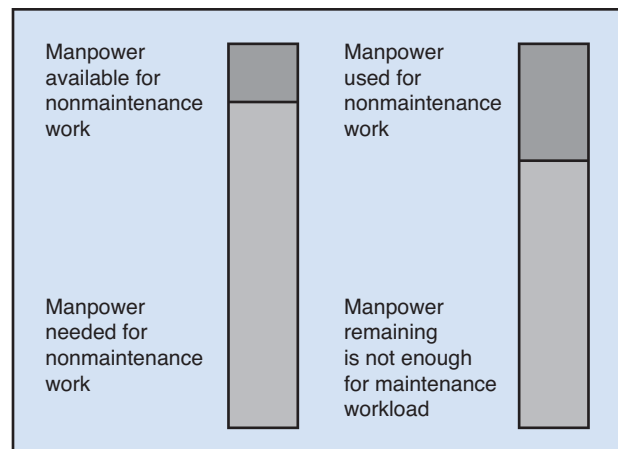 Manpower
available for
nonmaintenance
work
Manpower
needed for
nonmaintenance
work
Manpower
used for
nonmaintenance
work
Manpower
remaining
is not enough
for maintenance
workload